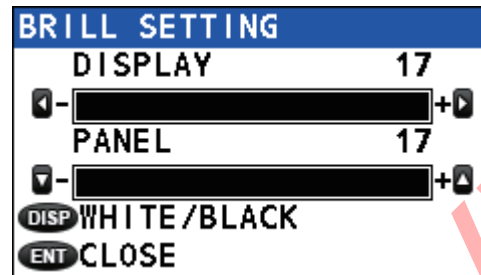 BRILL SETTING
DISPLAY 17
- +
PANEL 17
- +
DISP WHITE/BLACK
ENT CLOSE